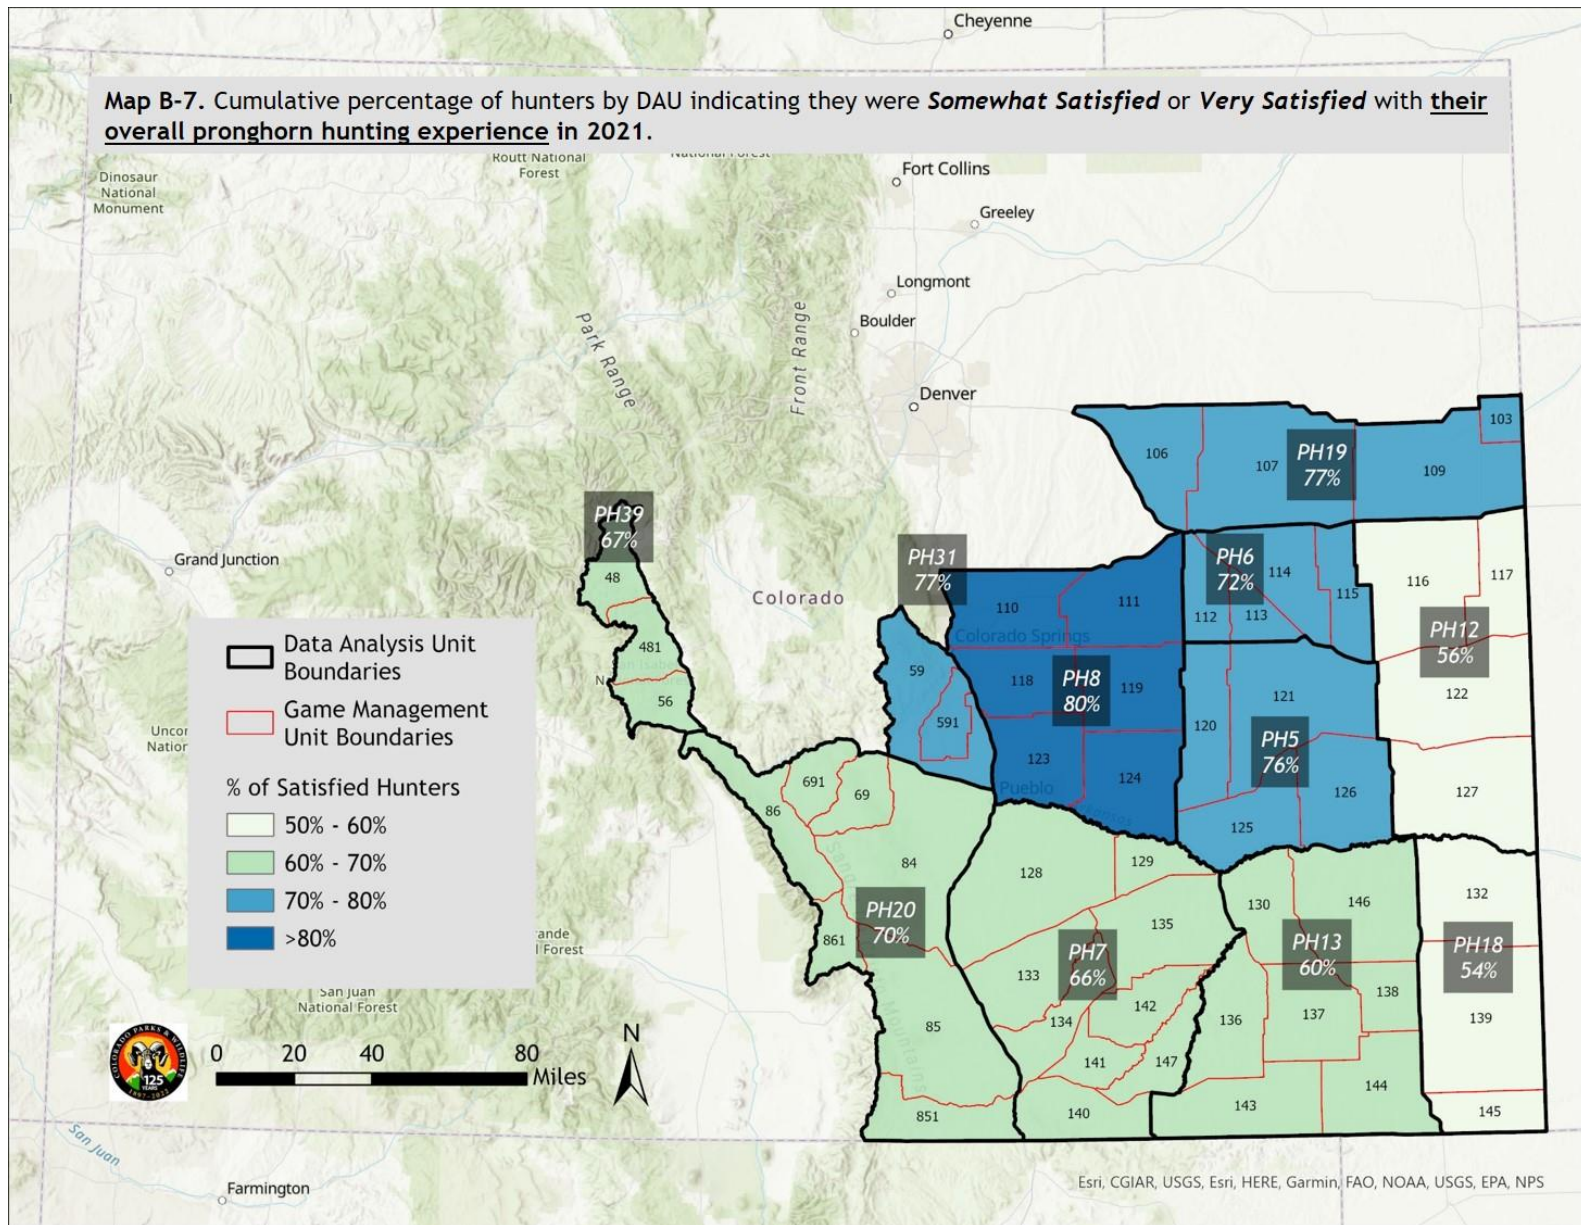 Cheyenne
Map B-7. Cumulative percentage of hunters by DAU indicating they were Somewhat Satisfied or Very Satisfied with their
overall pronghorn hunting experience in 2021.
Routt National
Forest
Dinosaur
National
Monument
Fort Collins
Greeley
Longmont
Boulder
Park Range
Front Range
Denver
Grand Junction
Colorado
PH39
67%
48
481
56
PH31
77%
59
591
PH19
77%
106
107
109
103
PH6
72%
112
113
114
115
PH12
56%
116
117
122
127
PH8
80%
110
111
Colorado Springs
118
119
123
124
Pueblo
PH5
76%
120
121
125
126
PH20
70%
86
691
69
84
861
85
851
PH7
66%
128
129
135
133
134
142
141
147
140
PH13
60%
130
146
136
137
138
143
144
PH18
54%
132
139
145
Data Analysis Unit
Boundaries
Game Management
Unit Boundaries
% of Satisfied Hunters
50% - 60%
60% - 70%
70% - 80%
>80%
San Juan
National Forest
COLORADO PARKS & WILDLIFE
125
YEARS
1897-2022
0 20 40 80
Miles
N
San Juan
Farmington
Esri, CGIAR, USGS, Esri, HERE, Garmin, FAO, NOAA, USGS, EPA, NPS